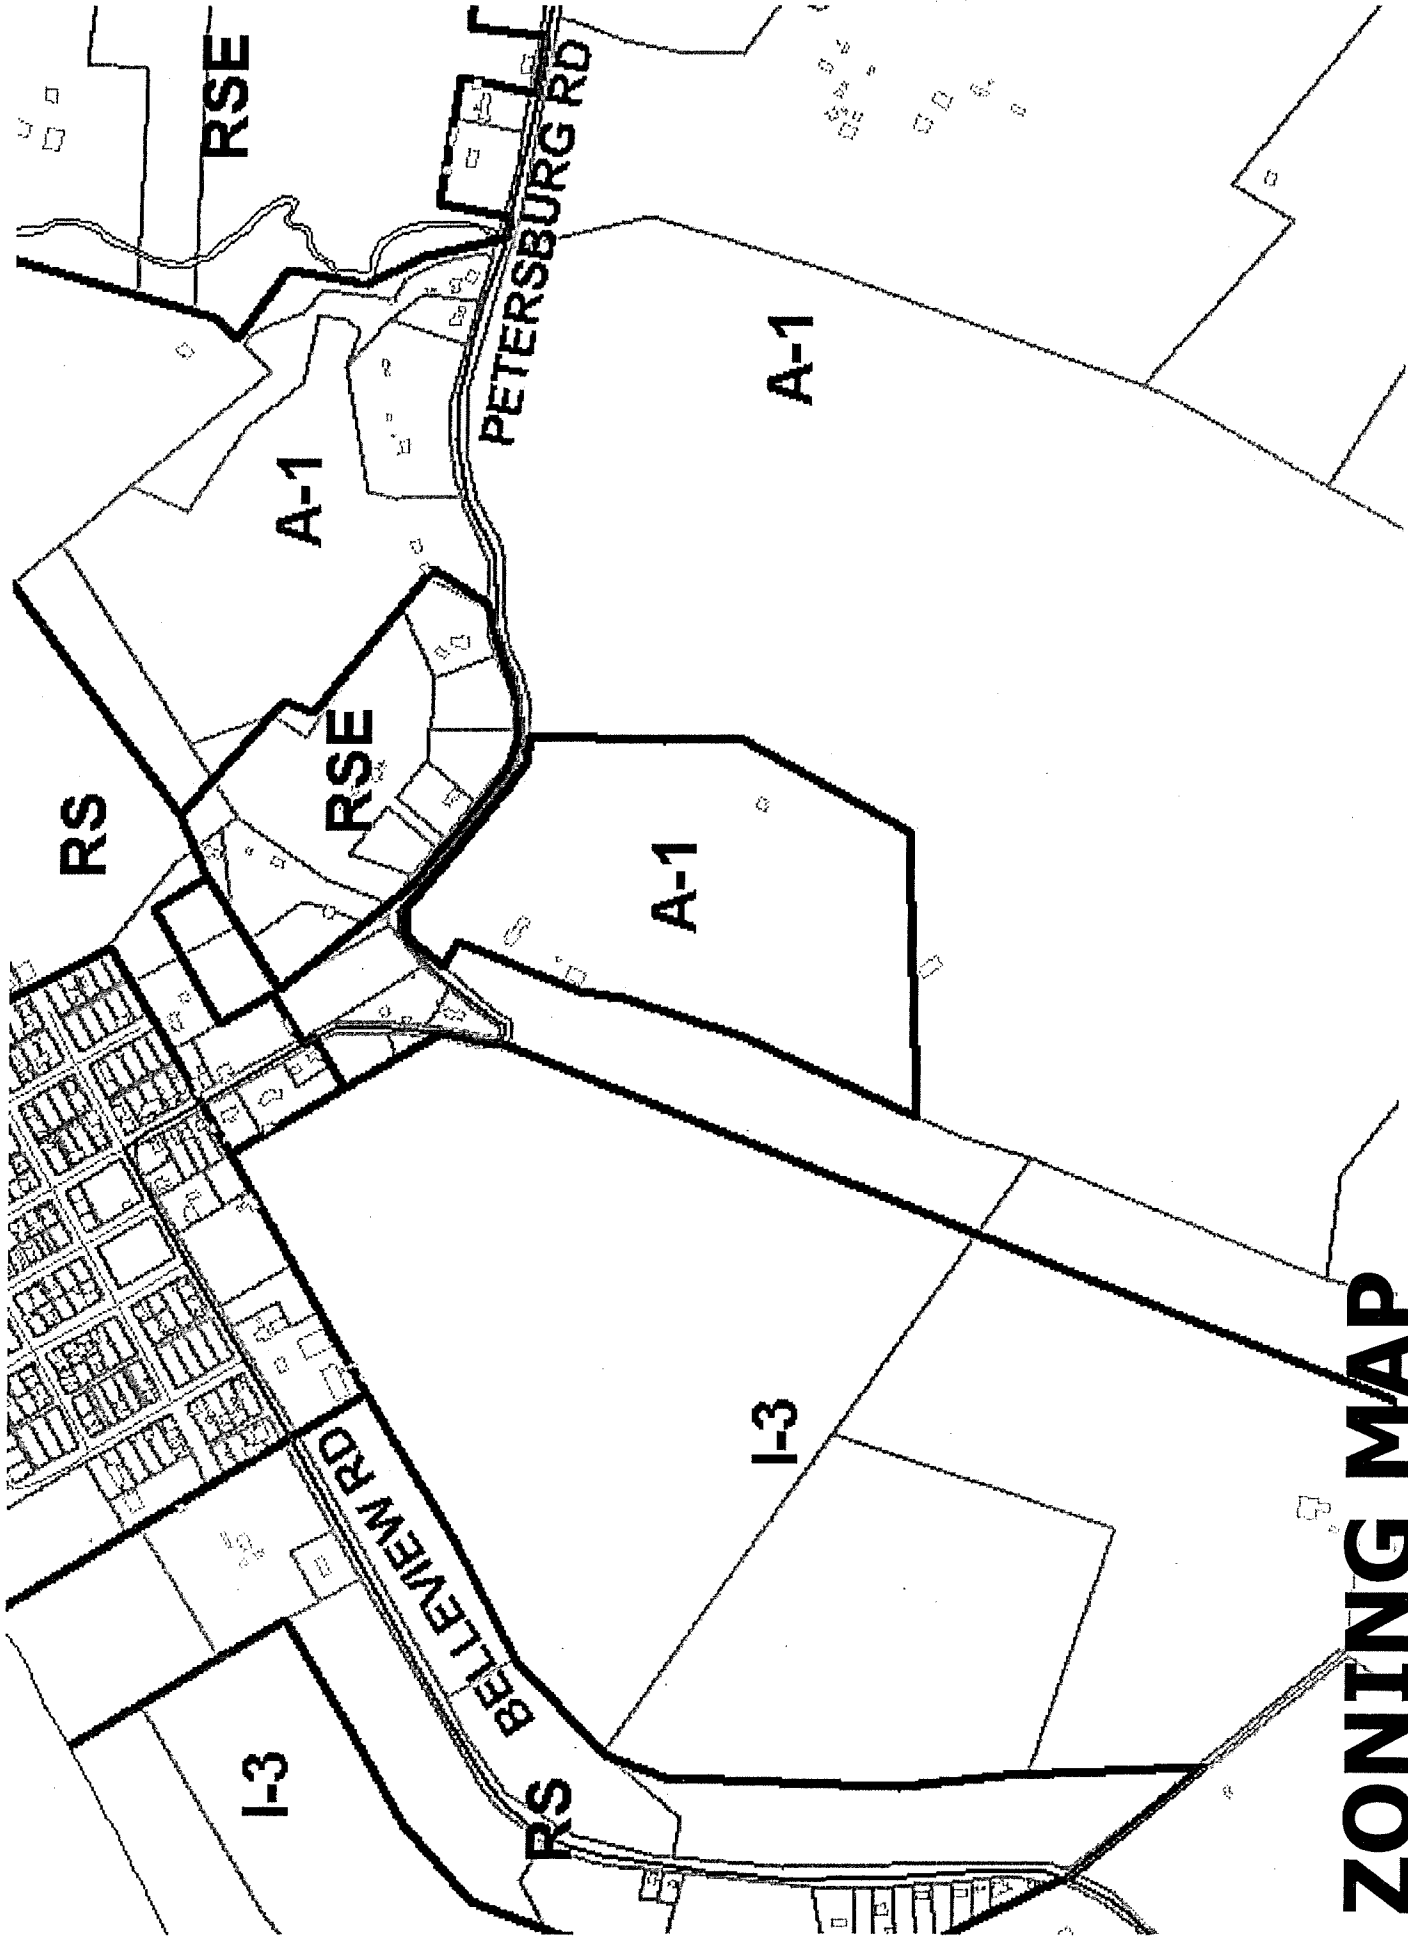 I-3
RS
BELLEVIEW RD
RS
RSE
A-1
RSE
I-3
A-1
A-1
PETERSBURG RD
ZONING MAP